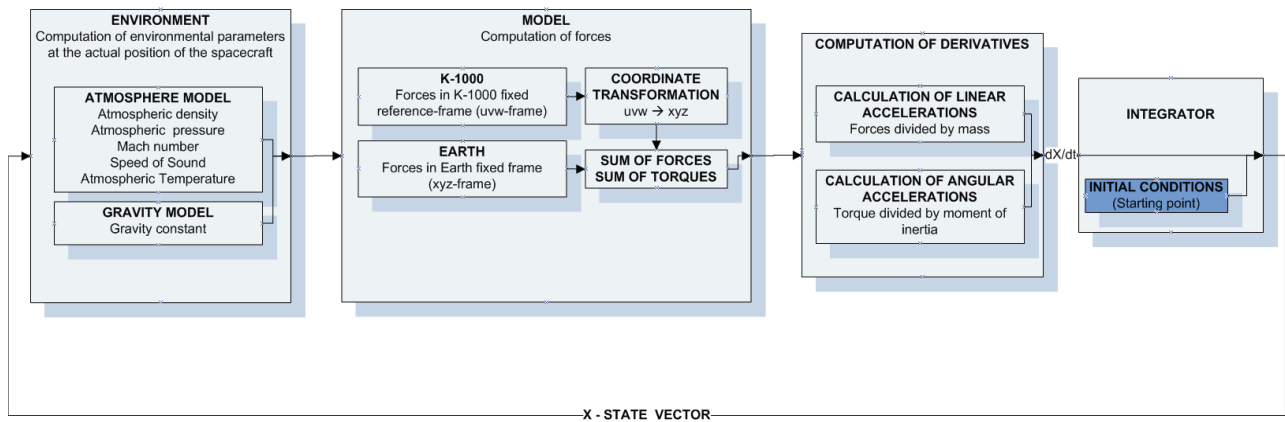 ENVIRONMENT
Computation of environmental parameters
at the actual position of the spacecraft
ATMOSPHERE MODEL
Atmospheric density
Atmospheric pressure
Mach number
Speed of Sound
Atmospheric Temperature
GRAVITY MODEL
Gravity constant
MODEL
Computation of forces
K-1000
Forces in K-1000 fixed
reference-frame (uvw-frame)
COORDINATE
TRANSFORMATION
uvw → xyz
EARTH
Forces in Earth fixed frame
(xyz-frame)
SUM OF FORCES
SUM OF TORQUES
COMPUTATION OF DERIVATIVES
CALCULATION OF LINEAR
ACCELERATIONS
Forces divided by mass
CALCULATION OF ANGULAR
ACCELERATIONS
Torque divided by moment of
inertia
dX/dt
INTEGRATOR
INITIAL CONDITIONS
(Starting point)
X - STATE VECTOR